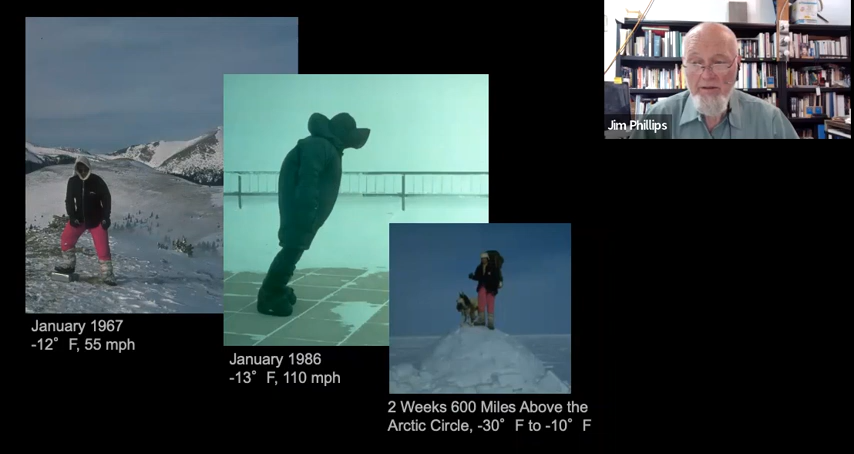 Jim Phillips
January 1967
-12° F, 55 mph
January 1986
-13° F, 110 mph
2 Weeks 600 Miles Above the
Arctic Circle, -30° F to -10° F